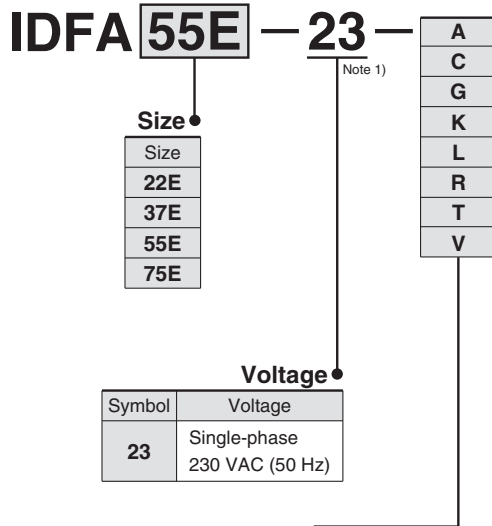 IDFA 55E — 23 —
Note 1)
A
C
G
K
L
R
T
V
Size
Size
22E
37E
55E
75E
Voltage
Symbol Voltage
23 Single-phase
230 VAC (50 Hz)